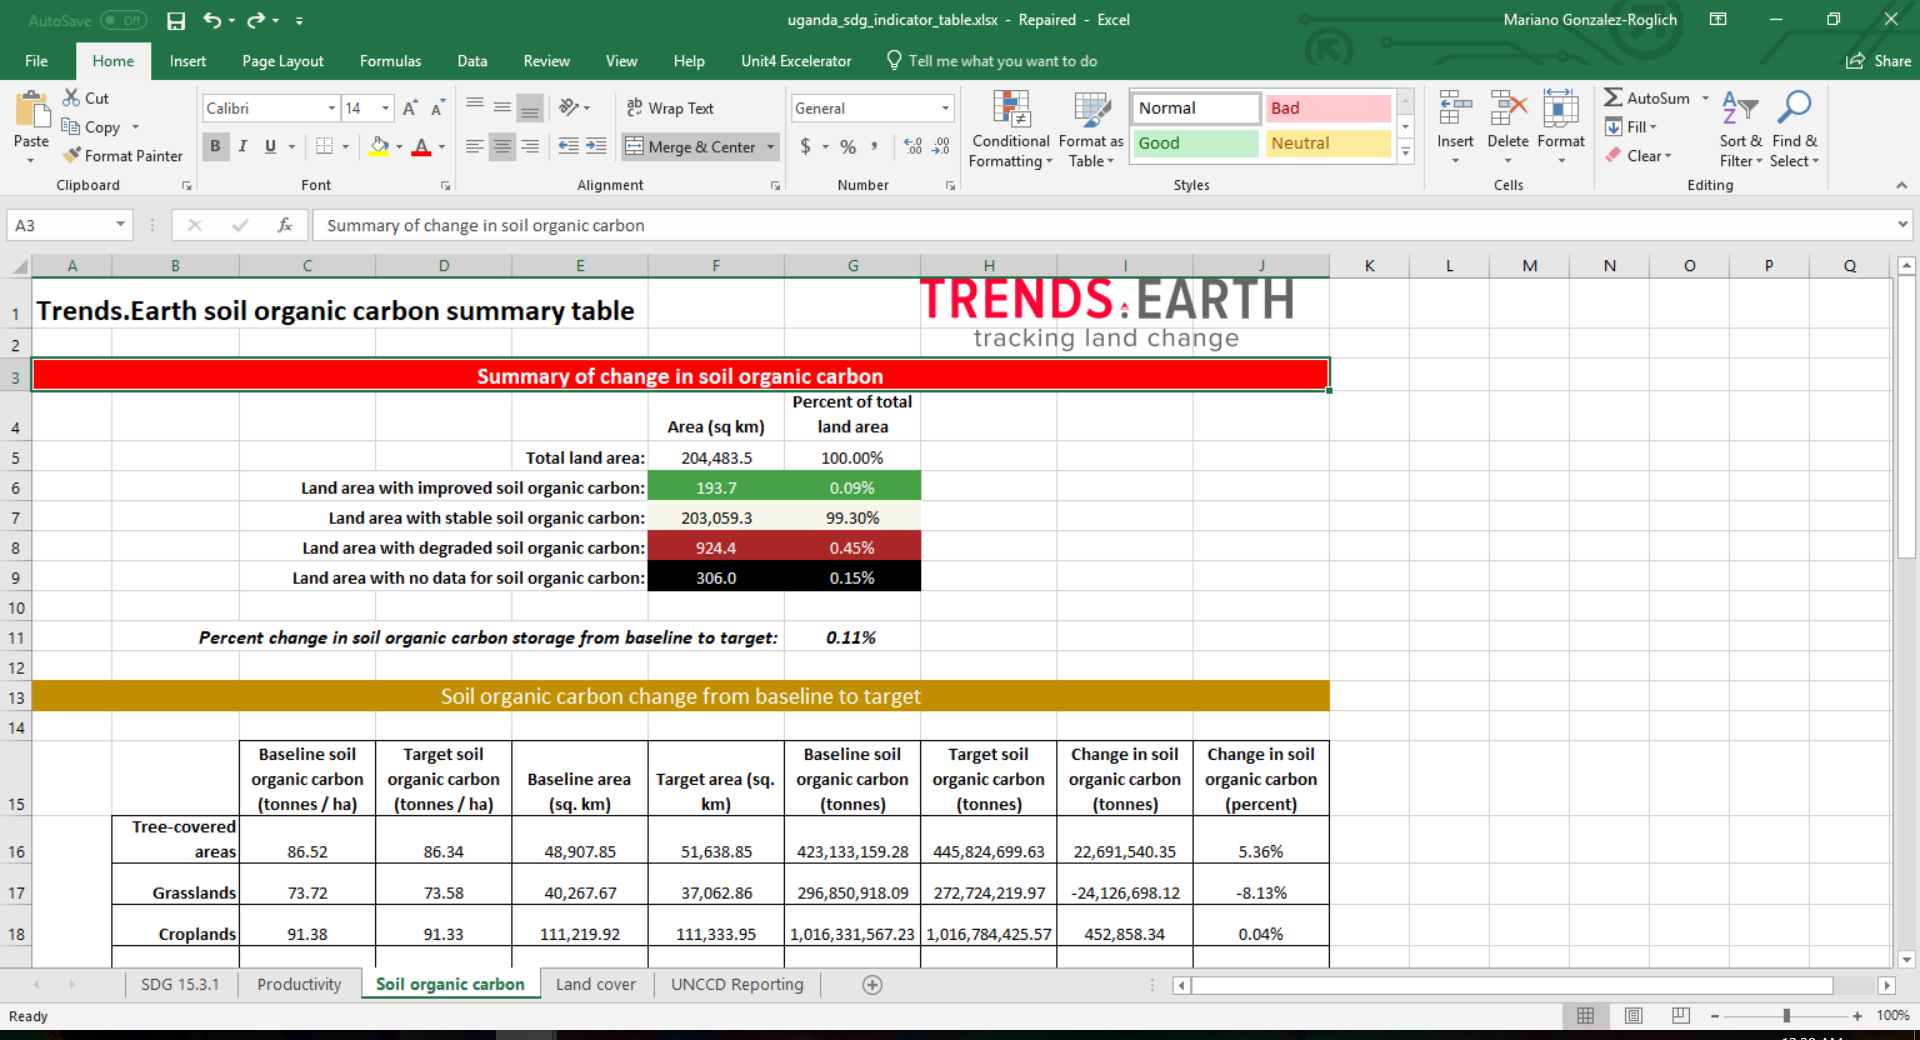 AutoSave Off
uganda_sdg_indicator_table.xlsx - Repaired - Excel
Mariano Gonzalez-Roglich
File Home Insert Page Layout Formulas Data Review View Help Unit4 Excelerator Tell me what you want to do Share
Paste
Cut
Copy
Format Painter
Clipboard
Calibri 14
B I U
Font
Wrap Text
Merge & Center
Alignment
General
$ % ,
Number
Conditional Formatting
Format as Table
Normal Bad
Good Neutral
Styles
Insert Delete Format
Cells
AutoSum
Fill
Clear
Sort & Filter
Find & Select
Editing
A3 fx Summary of change in soil organic carbon
A B C D E F G H I J K L M N O P Q
1 Trends.Earth soil organic carbon summary table
TRENDS.EARTH
tracking land change
2
3 Summary of change in soil organic carbon
4 Area (sq km) Percent of total land area
5 Total land area: 204,483.5 100.00%
6 Land area with improved soil organic carbon: 193.7 0.09%
7 Land area with stable soil organic carbon: 203,059.3 99.30%
8 Land area with degraded soil organic carbon: 924.4 0.45%
9 Land area with no data for soil organic carbon: 306.0 0.15%
10
11 Percent change in soil organic carbon storage from baseline to target: 0.11%
12
13 Soil organic carbon change from baseline to target
14
15 Baseline soil organic carbon (tonnes / ha) Target soil organic carbon (tonnes / ha) Baseline area (sq. km) Target area (sq. km) Baseline soil organic carbon (tonnes) Target soil organic carbon (tonnes) Change in soil organic carbon (tonnes) Change in soil organic carbon (percent)
16 Tree-covered areas 86.52 86.34 48,907.85 51,638.85 423,133,159.28 445,824,699.63 22,691,540.35 5.36%
17 Grasslands 73.72 73.58 40,267.67 37,062.86 296,850,918.09 272,724,219.97 -24,126,698.12 -8.13%
18 Croplands 91.38 91.33 111,219.92 111,333.95 1,016,331,567.23 1,016,784,425.57 452,858.34 0.04%
SDG 15.3.1 Productivity Soil organic carbon Land cover UNCCD Reporting
Ready 100%